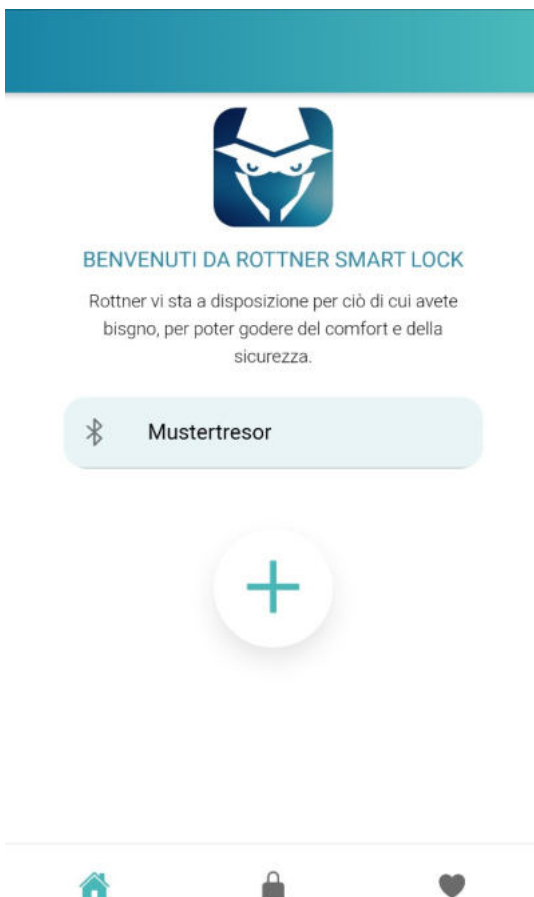 BENVENUTI DA ROTTNER SMART LOCK
Rottner vi sta a disposizione per ciò di cui avete
bisgno, per poter godere del comfort e della
sicurezza.
Mustertresor